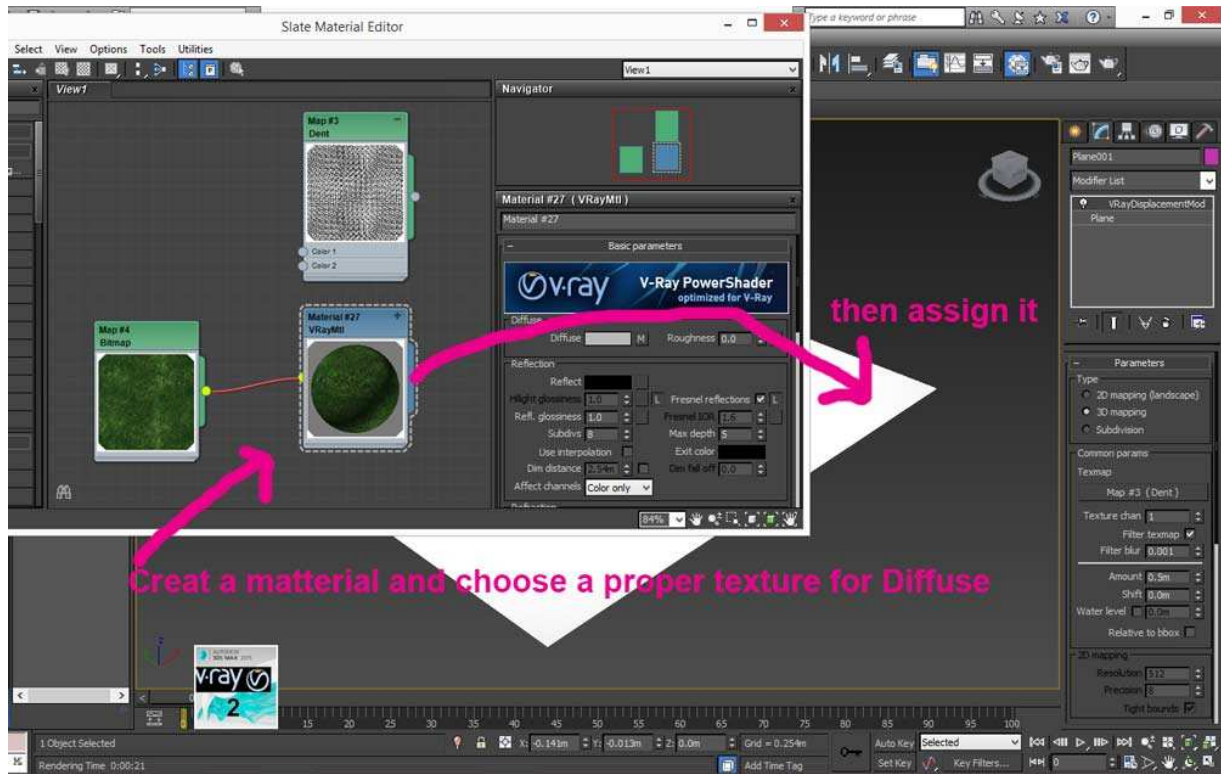 Slate Material Editor
Type a keyword or phrase
Select View Options Tools Utilities
View1
View1
Navigator
Map #3
Dent
Color 1
Color 2
Map #4
Bitmap
Material #27
VRayMtl
Material #27 ( VRayMtl )
Material #27
Basic parameters
v·ray V-Ray PowerShader
optimized for V-Ray
Diffuse
Diffuse M Roughness 0.0
Reflection
Reflect
Hilight glossiness 1.0 L Fresnel reflections L
Refl. glossiness 1.0 Fresnel IOR 1.6
Subdivs 8 Max depth 5
Use interpolation Exit color
Dim distance 2.54m Dim fall off 0.0
Affect channels Color only
Refraction
84%
then assign it
Creat a matterial and choose a proper texture for Diffuse
Plane001
Modifier List
VRayDisplacementMod
Plane
Parameters
Type
2D mapping (landscape)
3D mapping
Subdivision
Common params
Texmap
Map #3 (Dent)
Texture chan 1
Filter texmap
Filter blur 0.001
Amount 0.5m
Shift 0.0m
Water level 0.0m
Relative to bbox
2D mapping
Resolution 512
Precision 8
Tight bounds
AUTODESK
3DS MAX 2015
v·ray
2
15 20 25 30 35 40 45 50 55 60 65 70 75 80 85 90 95 100
1 Object Selected
X: -0.141m Y: -0.013m Z: 0.0m Grid = 0.254m
Auto Key Selected
Rendering Time 0:00:21
Add Time Tag
Set Key Key Filters... 0